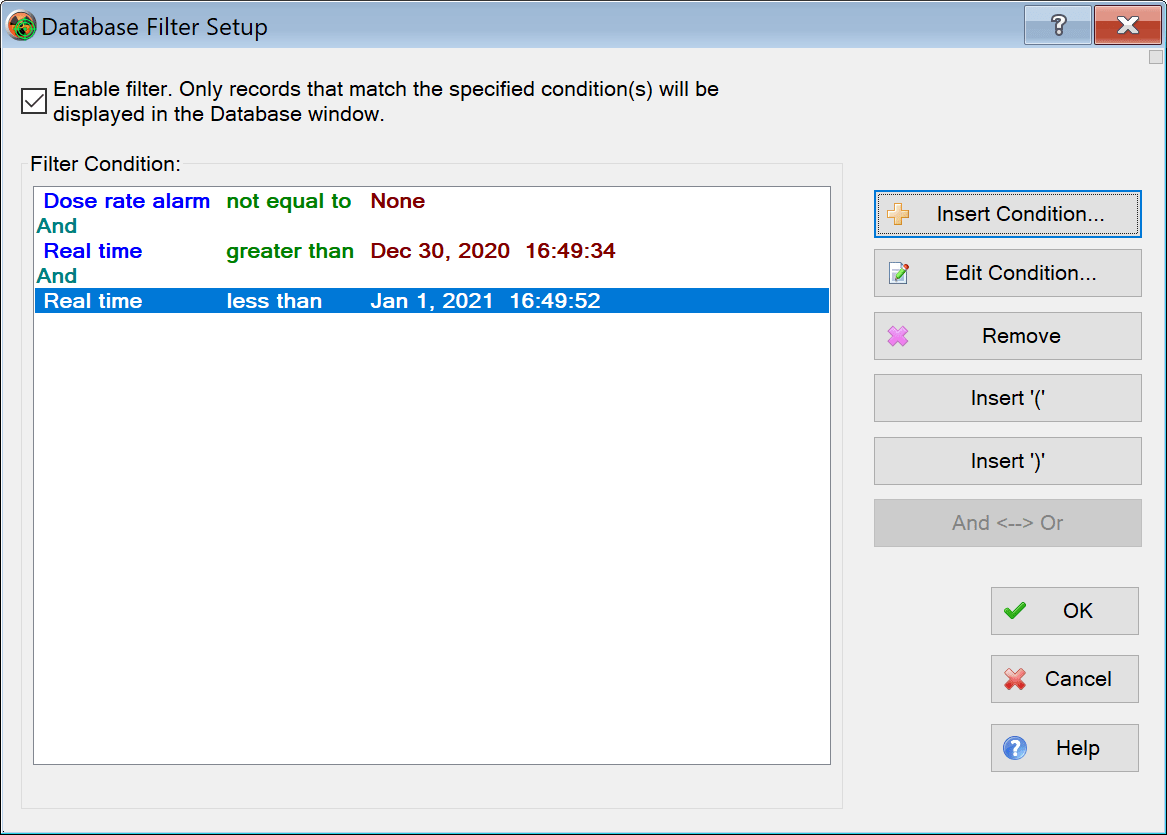 Database Filter Setup
Enable filter. Only records that match the specified condition(s) will be
displayed in the Database window.
Filter Condition:
Dose rate alarm not equal to None
And
Real time greater than Dec 30, 2020 16:49:34
And
Real time less than Jan 1, 2021 16:49:52
Insert Condition...
Edit Condition...
Remove
Insert '('
Insert ')'
And <--> Or
OK
Cancel
Help